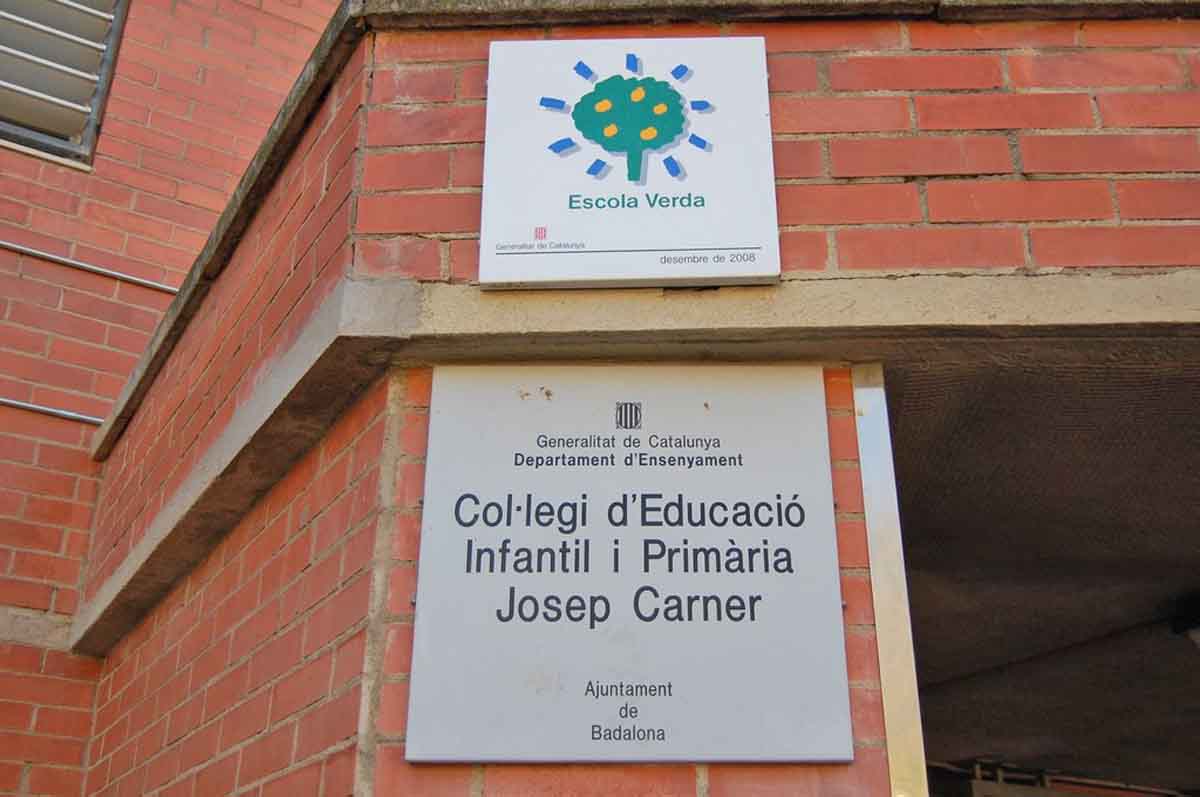 Escola Verda
Generalitat de Catalunya
desembre de 2008
Generalitat de Catalunya
Departament d'Ensenyament
Col·legi d'Educació
Infantil i Primària
Josep Carner
Ajuntament
de
Badalona